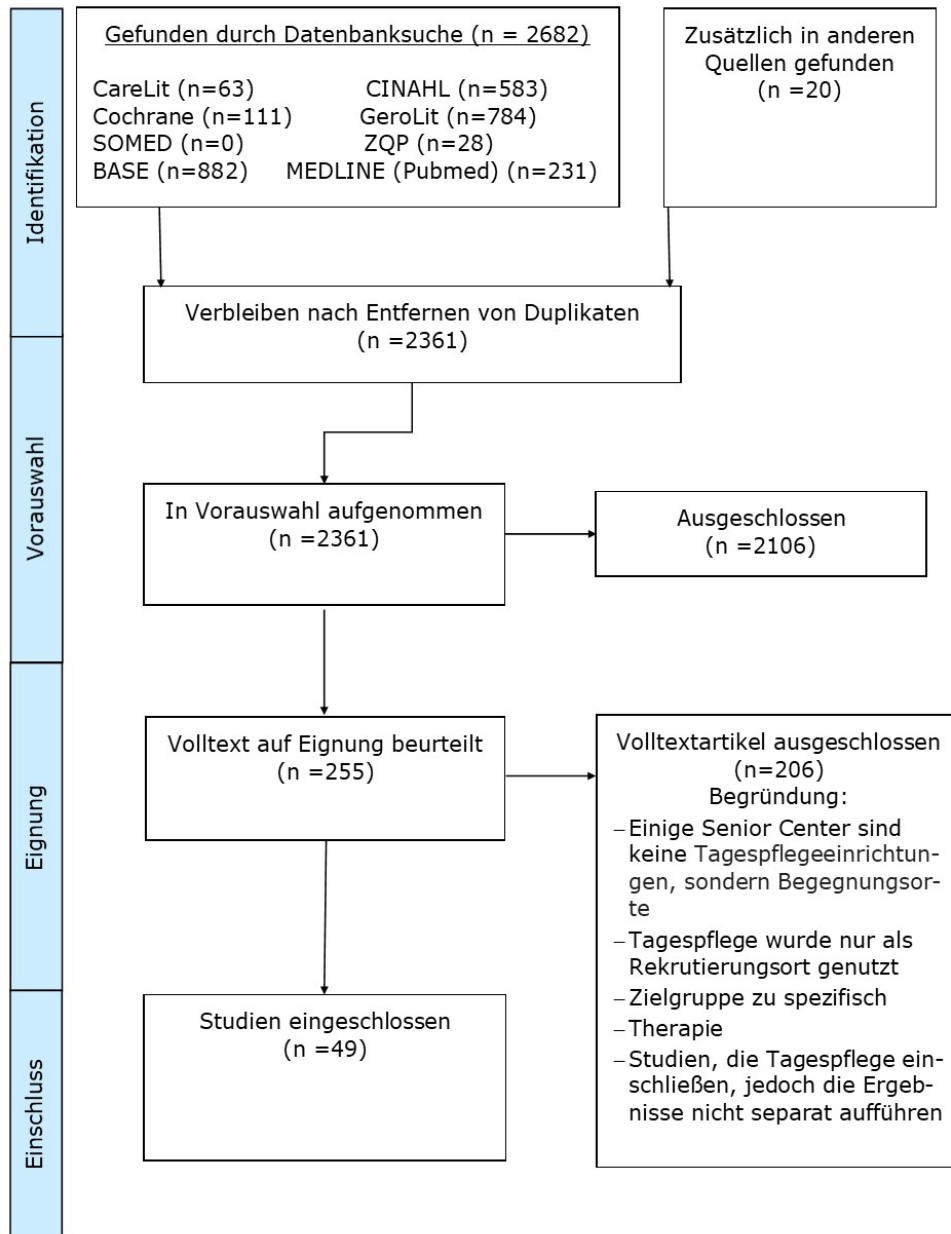 Identifikation
Gefunden durch Datenbanksuche (n = 2682)
CareLit (n=63) CINAHL (n=583)
Cochrane (n=111) GeroLit (n=784)
SOMED (n=0) ZQP (n=28)
BASE (n=882) MEDLINE (Pubmed) (n=231)
Zusätzlich in anderen
Quellen gefunden
(n =20)
Verbleiben nach Entfernen von Duplikaten
(n =2361)
Vorauswahl
In Vorauswahl aufgenommen
(n =2361)
Ausgeschlossen
(n =2106)
Eignung
Volltext auf Eignung beurteilt
(n =255)
Volltextartikel ausgeschlossen
(n=206)
Begründung:
–Einige Senior Center sind
keine Tagespflegeeinrichtun-
gen, sondern Begegnungsor-
te
–Tagespflege wurde nur als
Rekrutierungsort genutzt
–Zielgruppe zu spezifisch
–Therapie
–Studien, die Tagespflege ein-
schließen, jedoch die Ergeb-
nisse nicht separat aufführen
Einschluss
Studien eingeschlossen
(n =49)